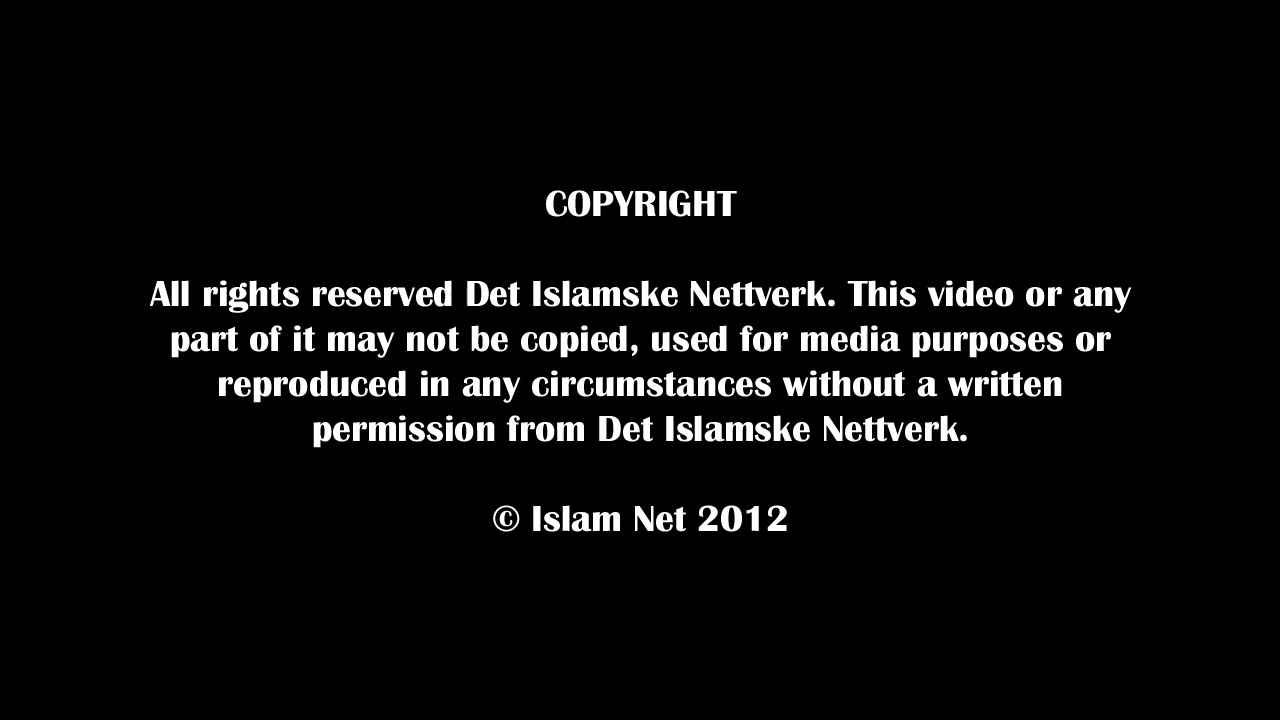 COPYRIGHT
All rights reserved Det Islamske Nettverk. This video or any
part of it may not be copied, used for media purposes or
reproduced in any circumstances without a written
permission from Det Islamske Nettverk.
© Islam Net 2012